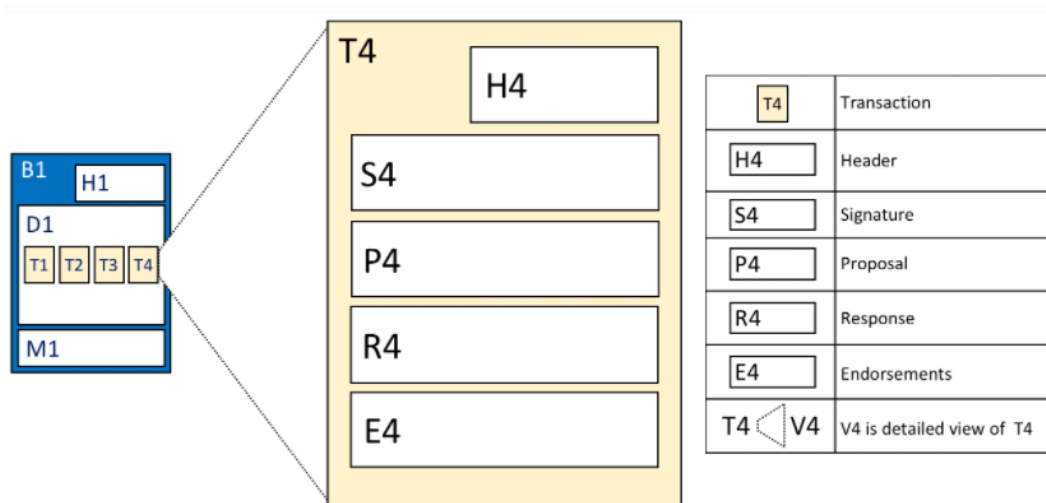 B1
H1
D1
T1 T2 T3 T4
M1
T4
H4
S4
P4
R4
E4
T4 Transaction
H4 Header
S4 Signature
P4 Proposal
R4 Response
E4 Endorsements
T4 V4 V4 is detailed view of T4